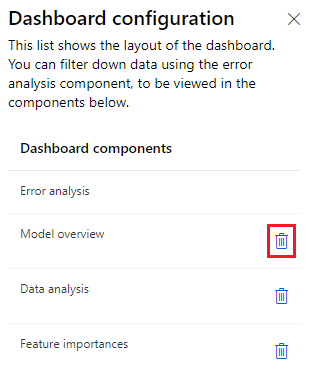 Dashboard configuration
This list shows the layout of the dashboard.
You can filter down data using the error
analysis component, to be viewed in the
components below.
Dashboard components
Error analysis
Model overview
Data analysis
Feature importances